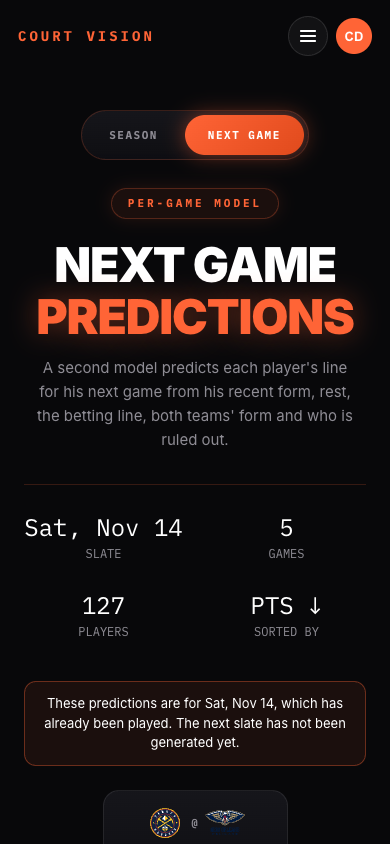 COURT VISION
CD
SEASON
NEXT GAME
PER-GAME MODEL
NEXT GAME
PREDICTIONS
A second model predicts each player's line
for his next game from his recent form, rest,
the betting line, both teams' form and who is
ruled out.
Sat, Nov 14
SLATE
5
GAMES
127
PLAYERS
PTS ↓
SORTED BY
These predictions are for Sat, Nov 14, which has
already been played. The next slate has not been
generated yet.
@